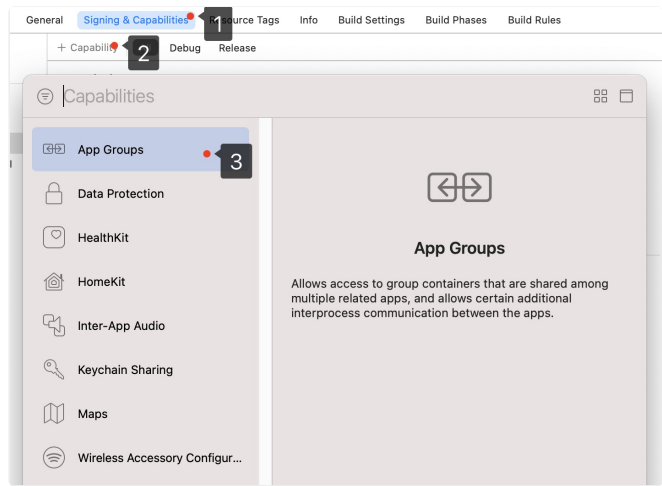 General Signing & Capabilities Resource Tags Info Build Settings Build Phases Build Rules
1
+ Capability Debug Release
2
Capabilities
App Groups
3
Data Protection
HealthKit
HomeKit
Inter-App Audio
Keychain Sharing
Maps
Wireless Accessory Configur...
App Groups
Allows access to group containers that are shared among
multiple related apps, and allows certain additional
interprocess communication between the apps.